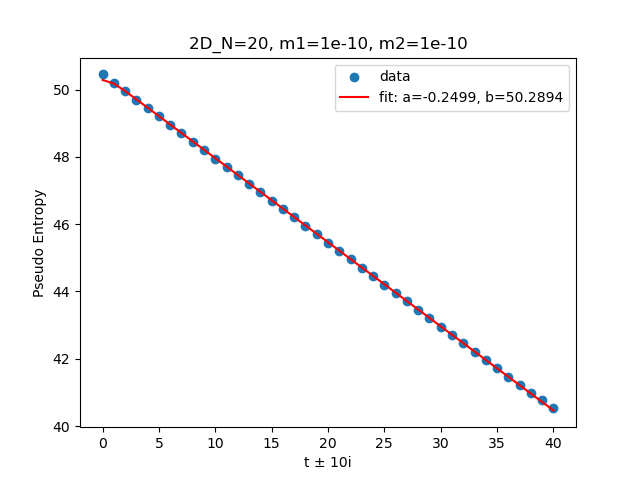 2D_N=20, m1=1e-10, m2=1e-10
data
fit: a=-0.2499, b=50.2894
Pseudo Entropy
50
48
46
44
42
40
0 5 10 15 20 25 30 35 40
t ± 10i